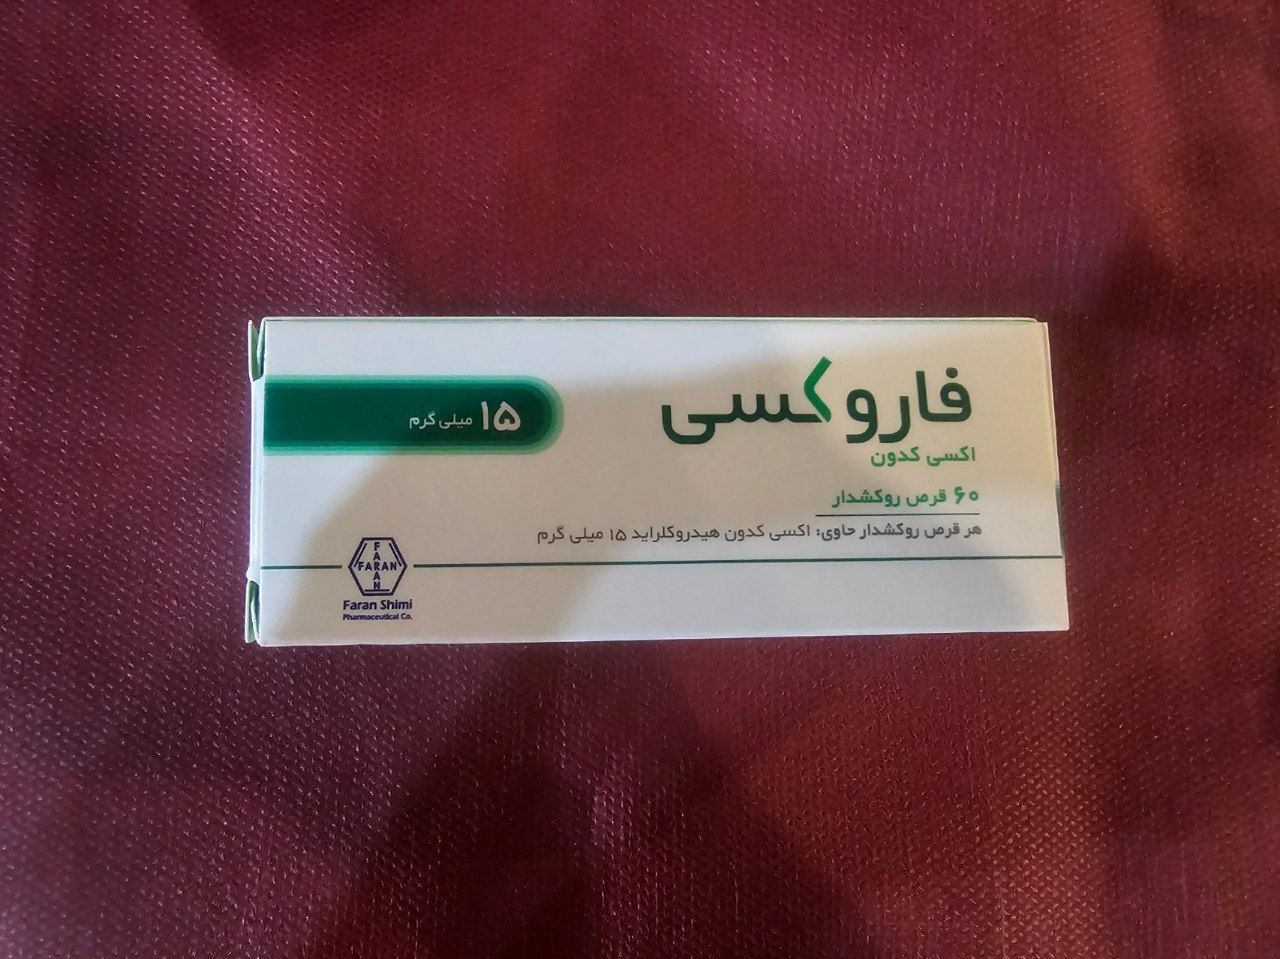 فاروکسی
۱۵ میلی گرم
اکسی کدون
۶۰ قرص روکشدار
هر قرص روکشدار حاوی: اکسی کدون هیدروکلراید ۱۵ میلی گرم
FARAN
FARAN
Faran Shimi
Pharmaceutical Co.